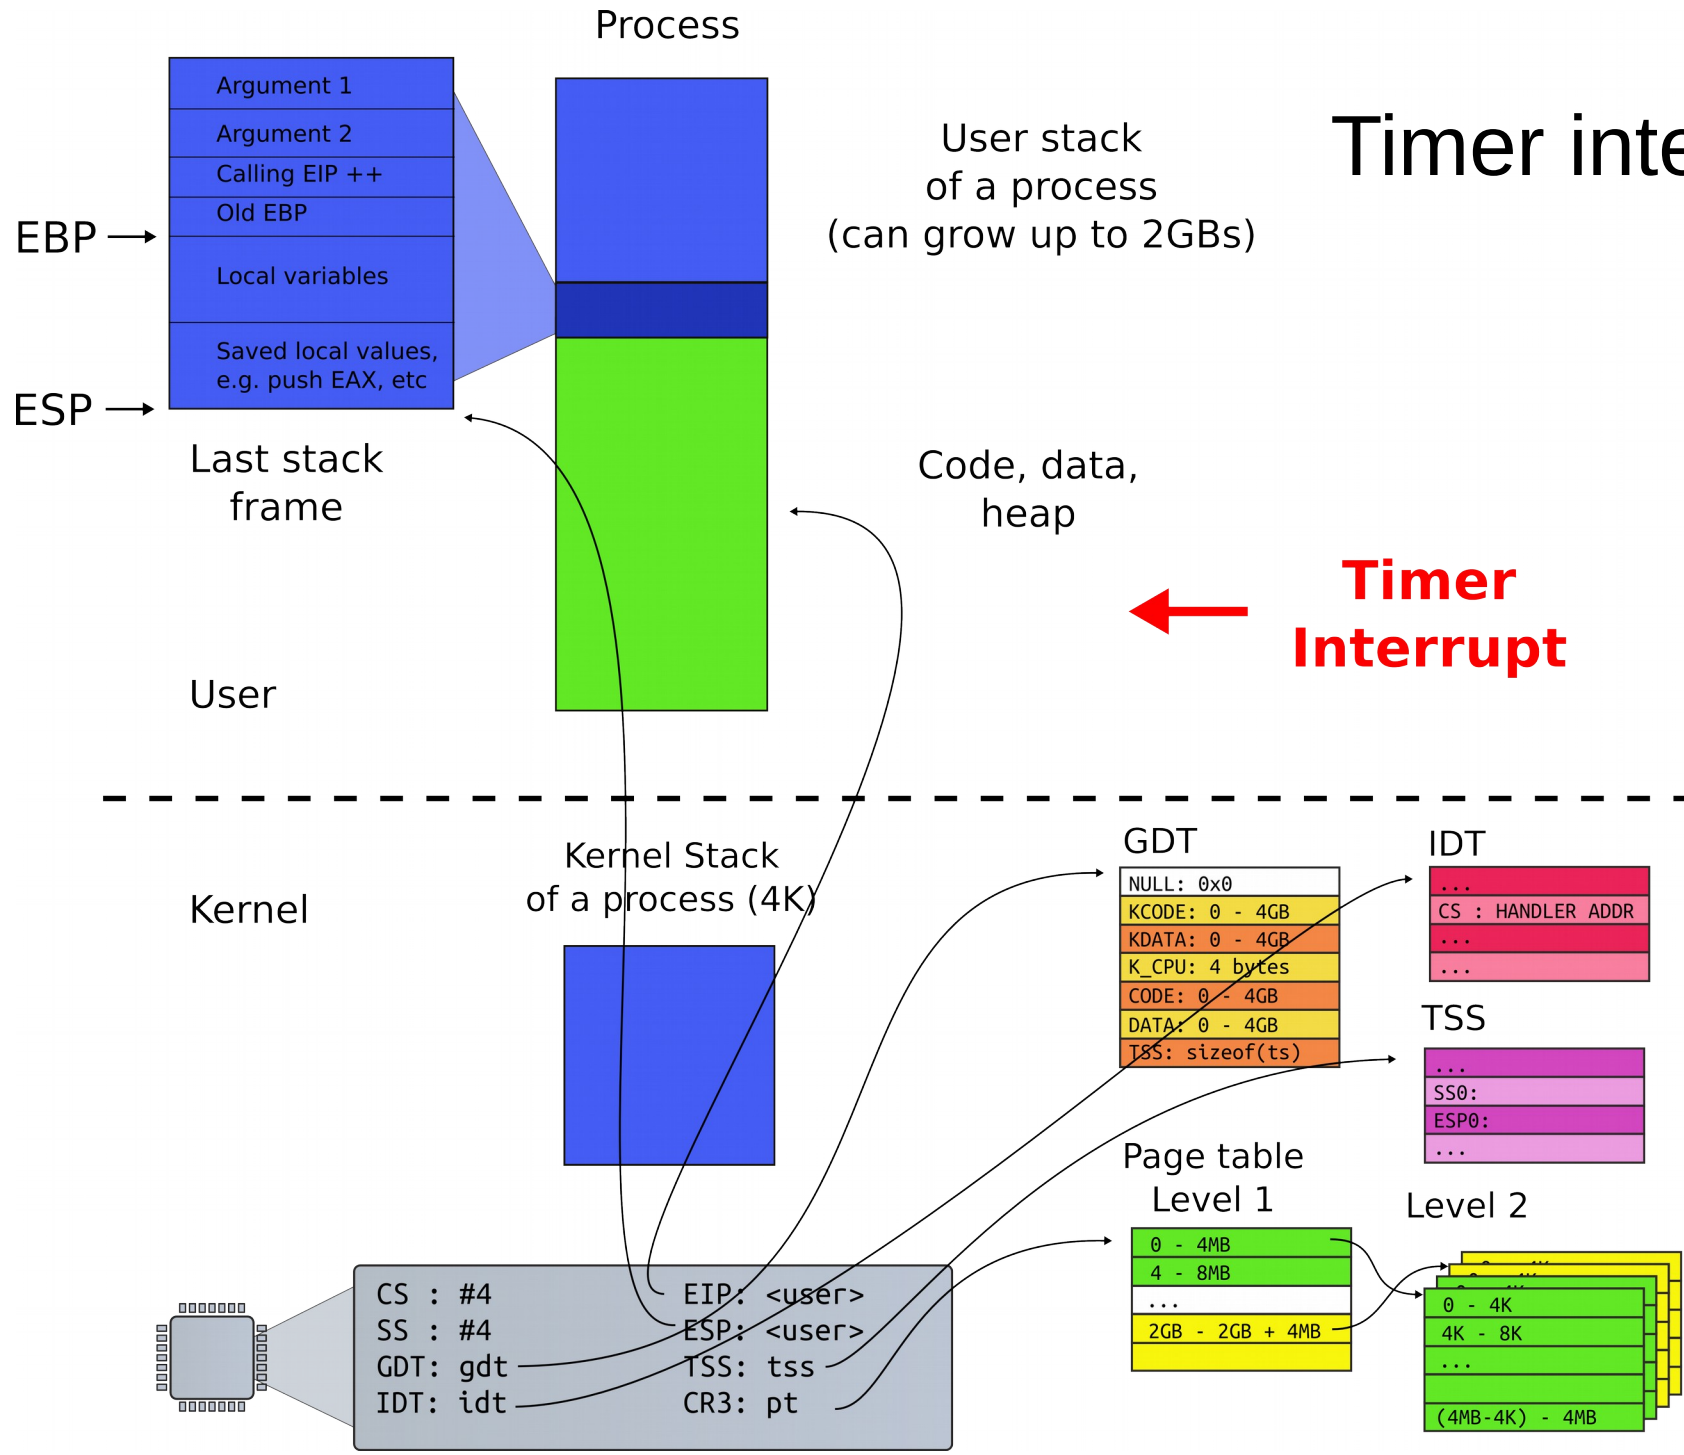 Process
Argument 1
Argument 2
Calling EIP ++
Old EBP
Local variables
Saved local values,
e.g. push EAX, etc
EBP
ESP
Last stack
frame
User stack
of a process
(can grow up to 2GBs)
Timer inte
Code, data,
heap
Timer
Interrupt
User
Kernel
Kernel Stack
of a process (4K)
GDT
NULL: 0x0
KCODE: 0 - 4GB
KDATA: 0 - 4GB
K_CPU: 4 bytes
CODE: 0 - 4GB
DATA: 0 - 4GB
TSS: sizeof(ts)
IDT
...
CS : HANDLER ADDR
...
...
TSS
...
SS0:
ESP0:
...
Page table
Level 1
0 - 4MB
4 - 8MB
...
2GB - 2GB + 4MB
Level 2
0 - 4K
4K - 8K
...
(4MB-4K) - 4MB
CS : #4
SS : #4
GDT: gdt
IDT: idt
EIP: <user>
ESP: <user>
TSS: tss
CR3: pt